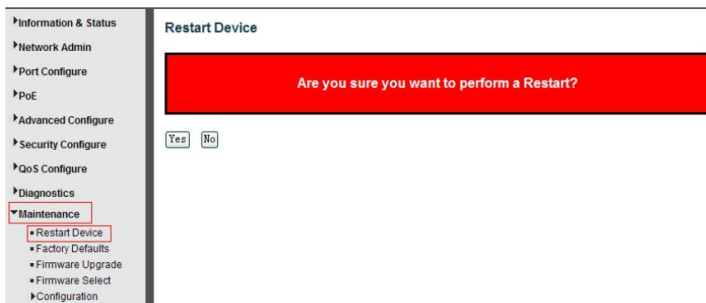 Information & Status
Network Admin
Port Configure
PoE
Advanced Configure
Security Configure
QoS Configure
Diagnostics
Maintenance
Restart Device
Factory Defaults
Firmware Upgrade
Firmware Select
Configuration
Restart Device
Are you sure you want to perform a Restart?
Yes No